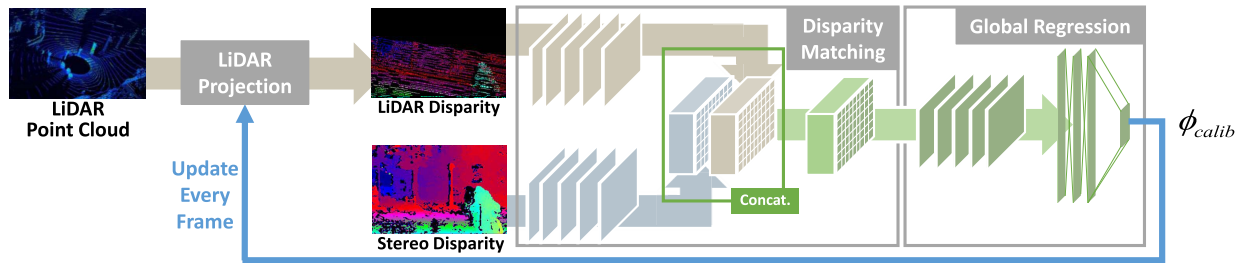 LiDAR
Point Cloud
LiDAR
Projection
Update
Every
Frame
LiDAR Disparity
Stereo Disparity
Disparity
Matching
Concat.
Global Regression
ϕcalib